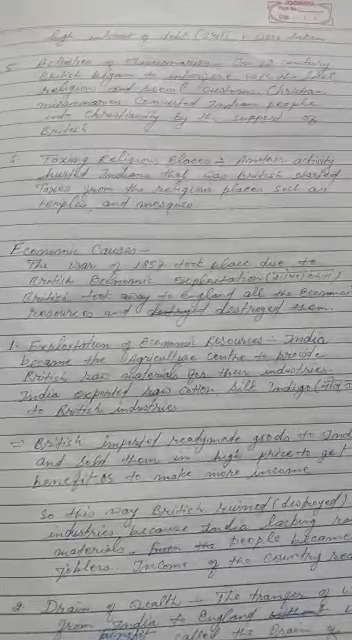 5. Activities of Missionaries - In 19 century
British began to interfere with the local
religion and social customs. Christian
missionaries converted Indian people
into Christianity by the support of
British
5. Taxing Religious Places :- Another activity
hurted Indians that was British started
Taxes from the religious places such as
temples, and mosques.
Economic Causes :-
The War of 1857 took place due to
British Economic Exploitation
British took away to England all the Economic
resources and destroyed them.
1. Exploitation of Economic Resources :- India
became the Agriculture centre to provide
British raw materials for their industries.
India exported raw cotton silk indigo
to British industries.
⇒ British imported readymade goods to Ind
and sold them in high price to get
benefit to make more income
So this way British ruined (destroyed)
industries because India lacking
materials. the people became
jobless. Income of the country
2. Drain of Wealth :- The transfer of
from India to England without
called the Drain of